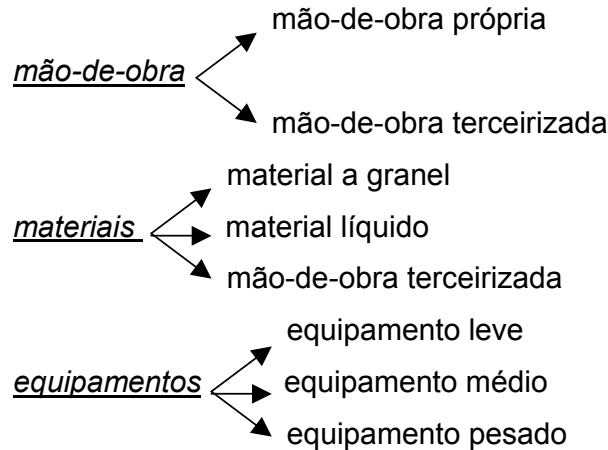 mão-de-obra própria
mão-de-obra
mão-de-obra terceirizada
material a granel
materiais
material líquido
mão-de-obra terceirizada
equipamento leve
equipamentos
equipamento médio
equipamento pesado